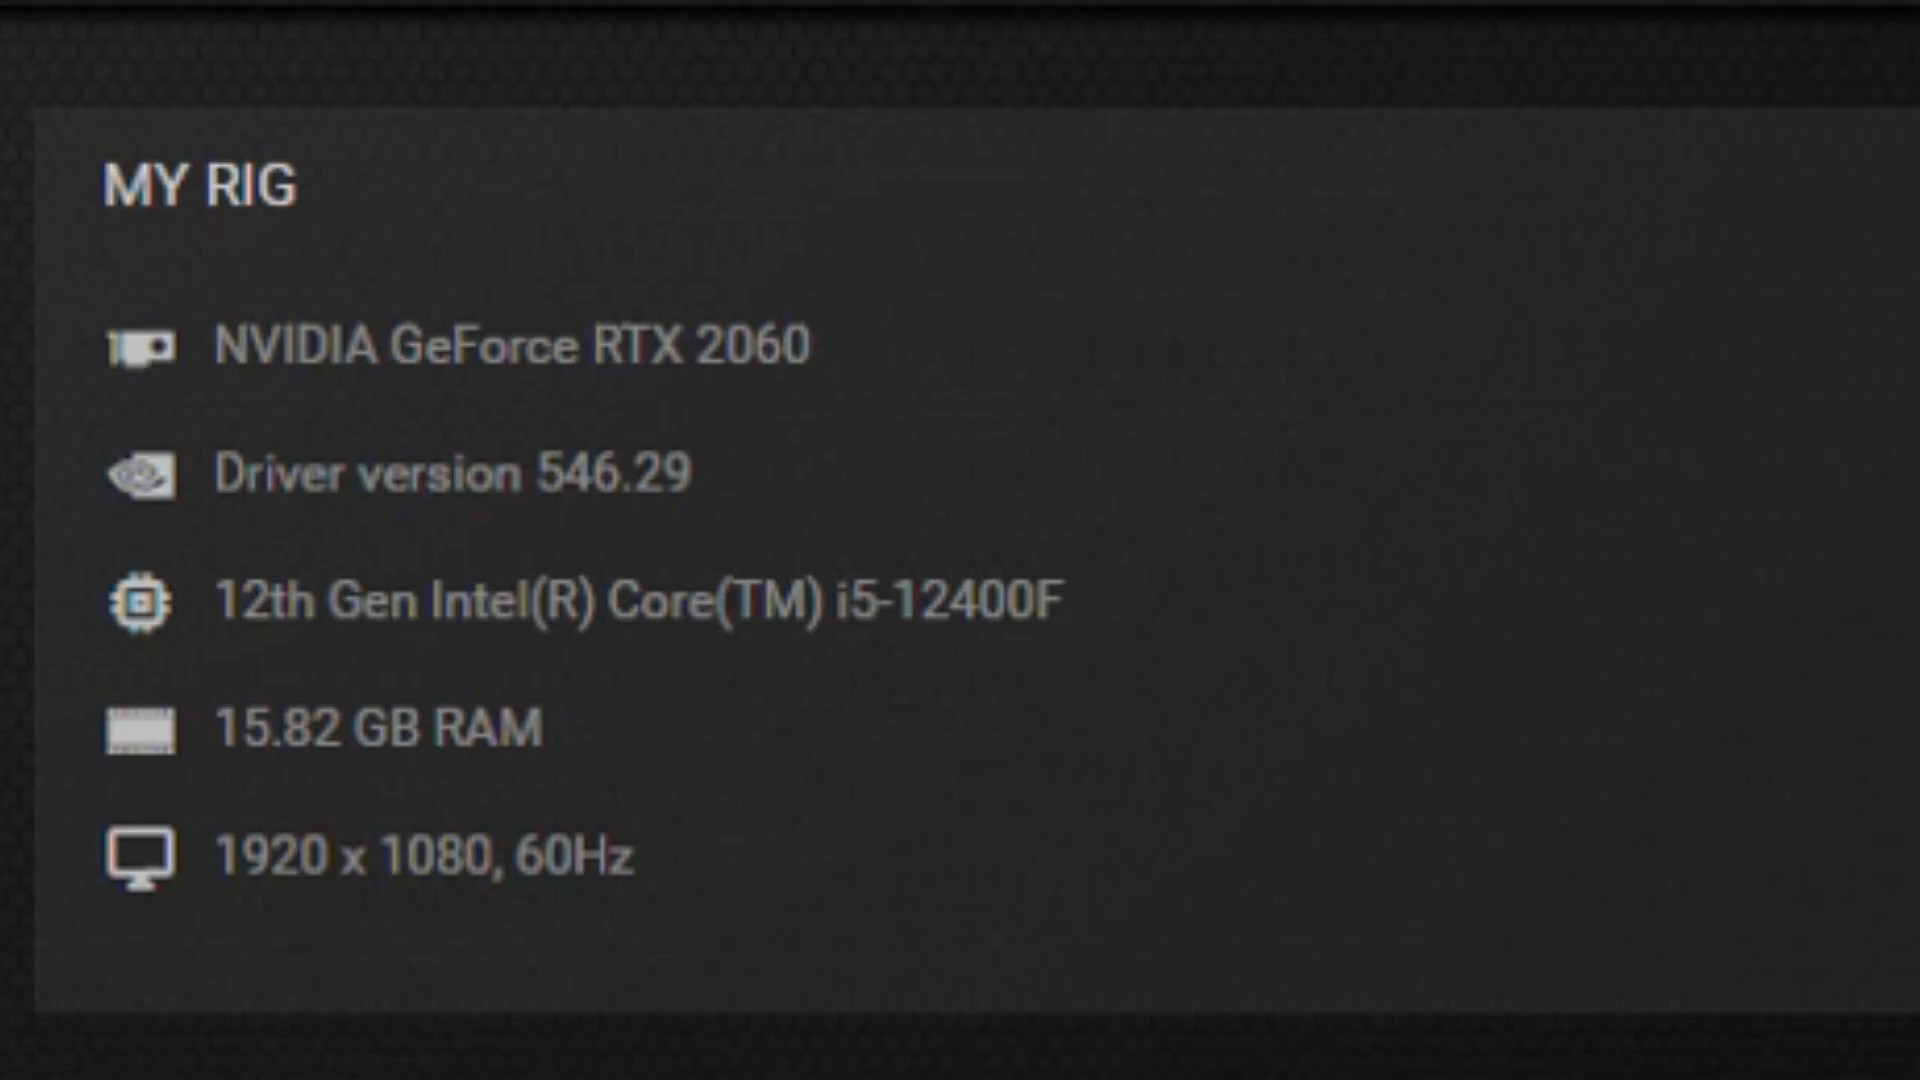 MY RIG
NVIDIA GeForce RTX 2060
Driver version 546.29
12th Gen Intel(R) Core(TM) i5-12400F
15.82 GB RAM
1920 x 1080, 60Hz